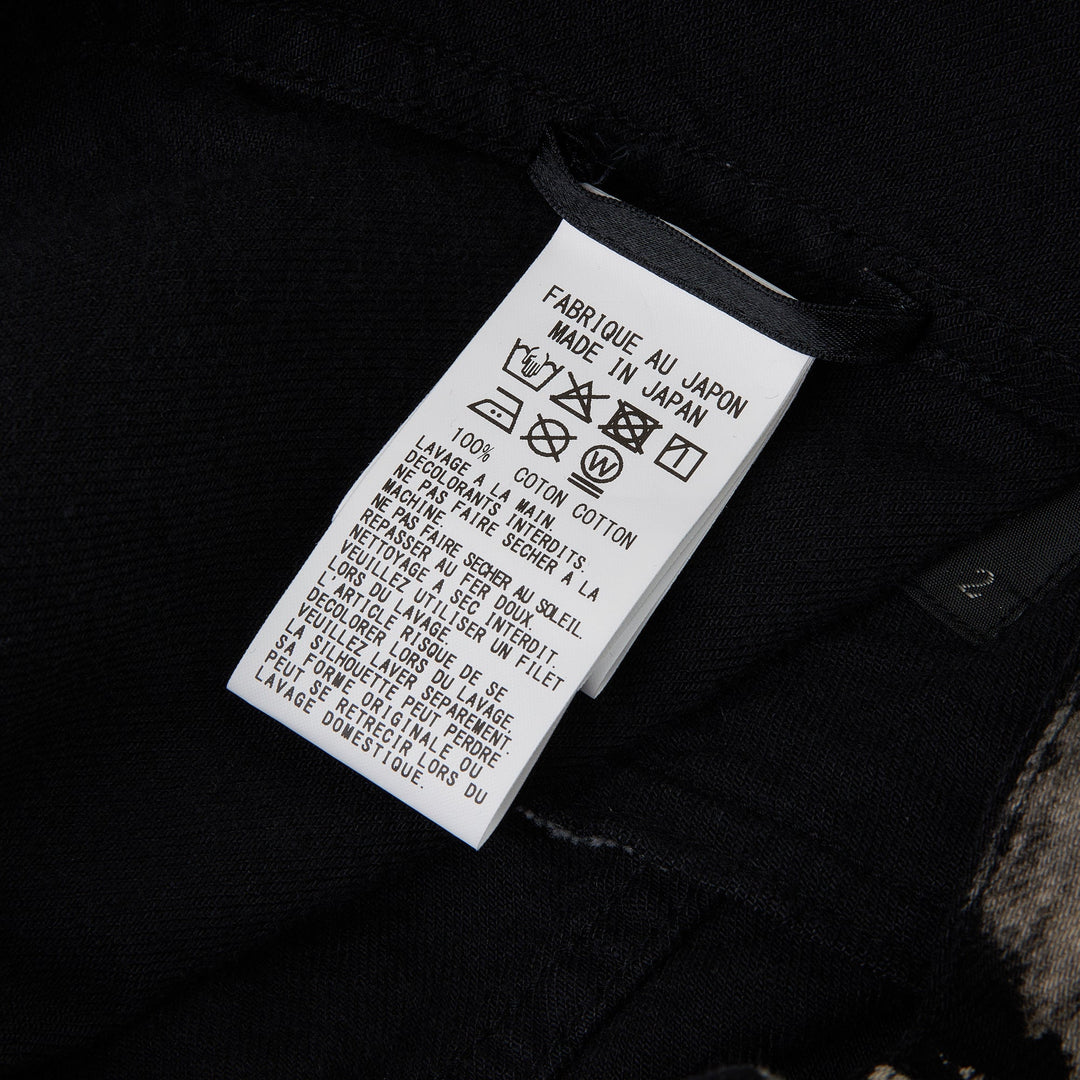 FABRIQUE AU JAPON
MADE IN JAPAN
W
100% COTON COTTON
LAVAGE A LA MAIN.
DECOLORANTS INTERDITS.
NE PAS FAIRE SECHER A LA
MACHINE.
NE PAS FAIRE SECHER AU SOLEIL.
REPASSER AU FER DOUX.
NETTOYAGE A SEC INTERDIT.
VEUILLEZ UTILISER UN FILET
LORS DU LAVAGE.
L'ARTICLE RISQUE DE SE
DECOLORER LORS DU LAVAGE.
VEUILLEZ LAVER SEPAREMENT.
LA SILHOUETTE PEUT PERDRE
SA FORME ORIGINALE OU
PEUT SE RETRECIR LORS DU
LAVAGE DOMESTIQUE.
2